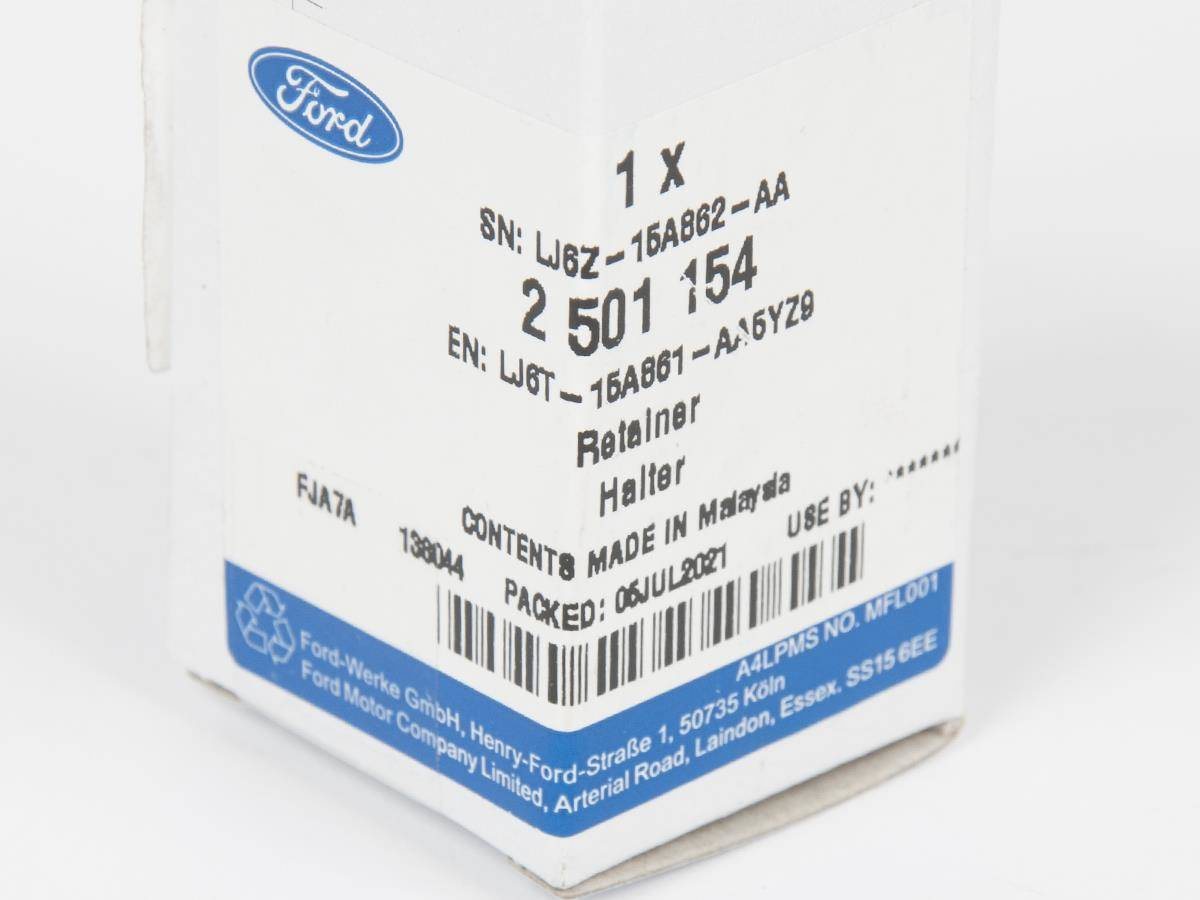 Ford
1 X
SN: LJ6Z-15A862-AA
2 501 154
EN: LJ6T-15A861-AA5YZ9
Retainer
Halter
FJA7A
138044
CONTENTS MADE IN Malaysia
PACKED: 05JUL2021
USE BY: *******
A4LPMS NO. MFL001
Ford-Werke GmbH, Henry-Ford-Straße 1, 50735 Köln
Ford Motor Company Limited, Arterial Road, Laindon, Essex. SS15 6EE